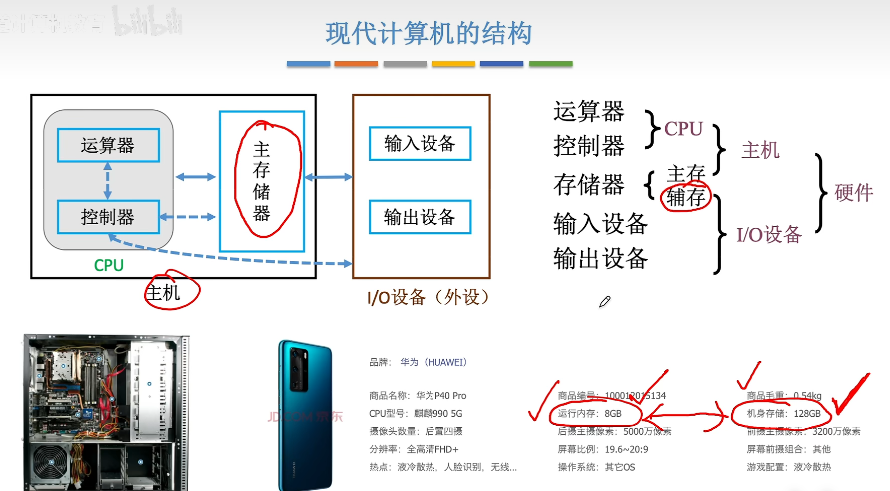 现代计算机的结构
运算器
控制器
CPU
主存储器
主机
输入设备
输出设备
I/O设备（外设）
运算器
控制器
存储器
输入设备
输出设备
CPU
主存
辅存
主机
I/O设备
硬件
品牌： 华为（HUAWEI）
商品名称：华为P40 Pro
商品编号：100012015134
商品毛重：0.54kg
CPU型号：麒麟990 5G
运行内存：8GB
机身存储：128GB
摄像头数量：后置四摄
后摄主摄像素：5000万像素
前摄主摄像素：3200万像素
分辨率：全高清FHD+
屏幕比例：19.6~20:9
屏幕前摄组合：其他
热点：液冷散热，人脸识别，无线...
操作系统：其它OS
游戏配置：液冷散热
bilibili